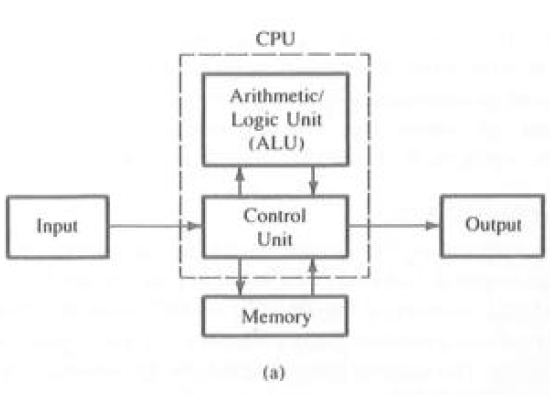 CPU
Arithmetic/
Logic Unit
(ALU)
Input
Control
Unit
Output
Memory
(a)